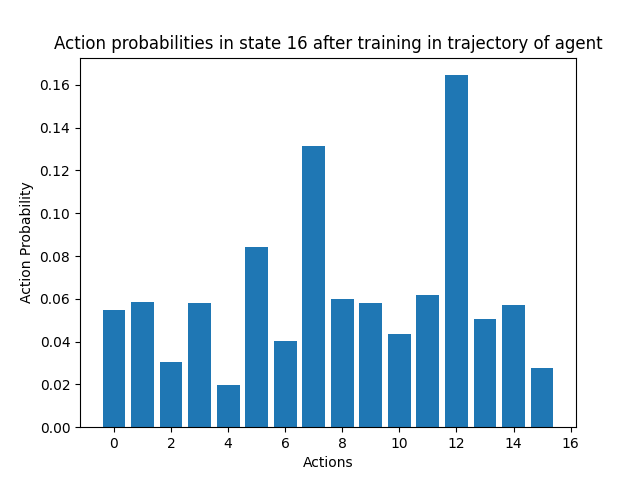 Action probabilities in state 16 after training in trajectory of agent
0.16
0.14
0.12
0.10
0.08
0.06
0.04
0.02
0.00
Action Probability
0 2 4 6 8 10 12 14 16
Actions